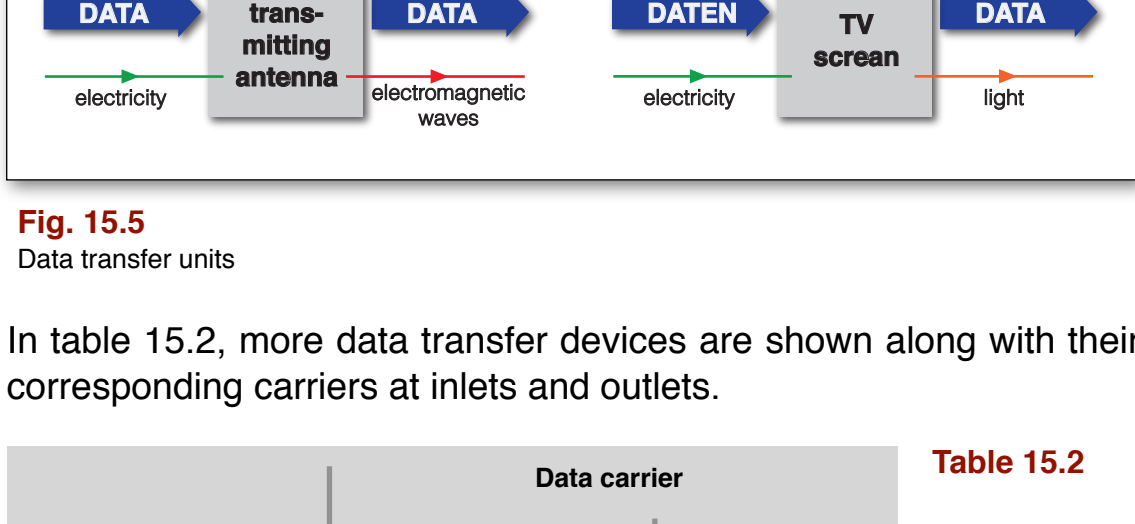 DATA
trans-
mitting
antenna
DATA
electricity
electromagnetic
waves
DATEN
TV
screan
DATA
electricity
light
Fig. 15.5
Data transfer units
In table 15.2, more data transfer devices are shown along with their
corresponding carriers at inlets and outlets.
Data carrier
Table 15.2